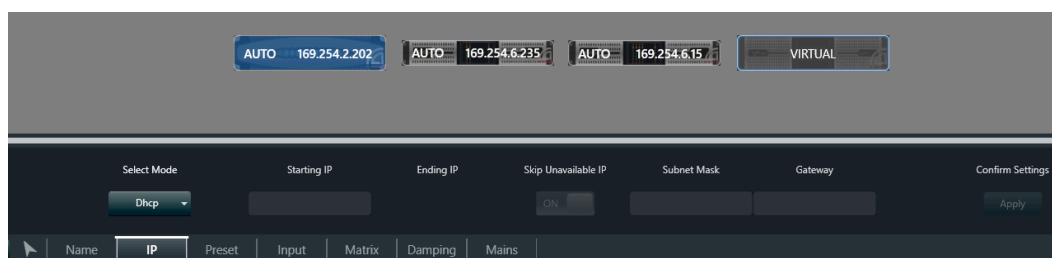 AUTO 169.254.2.202 AUTO 169.254.6.235 AUTO 169.254.6.15 VIRTUAL
Select Mode Starting IP Ending IP Skip Unavailable IP Subnet Mask Gateway Confirm Settings
Dhcp ON Apply
Name IP Preset Input Matrix Damping Mains